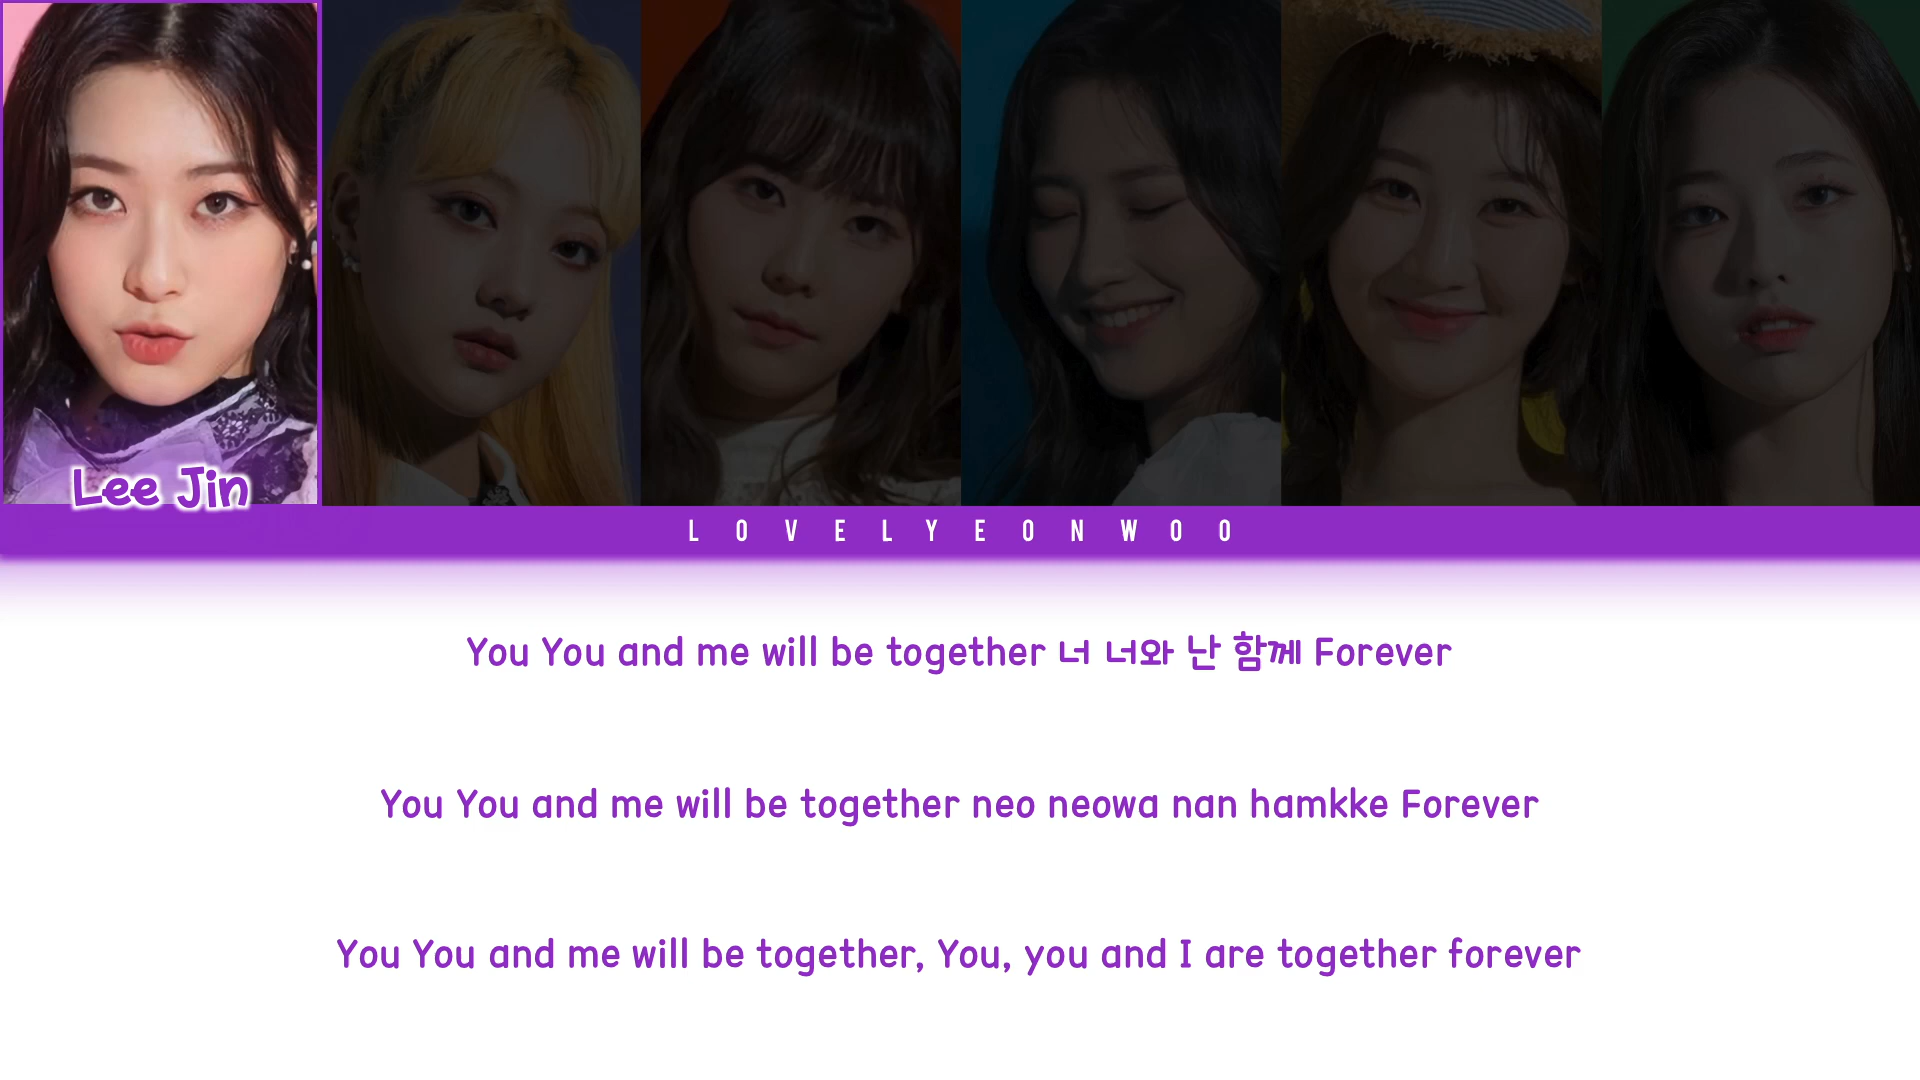 Lee Jin
LOVELYEONWOO
You You and me will be together 너 너와 난 함께 Forever
You You and me will be together neo neowa nan hamkke Forever
You You and me will be together, You, you and I are together forever